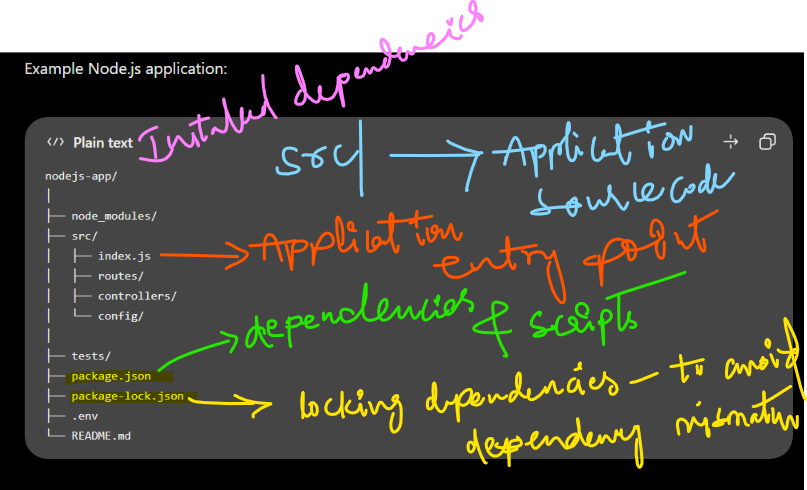 Installed dependencies
Example Node.js application:
</> Plain text
src/ → Application
source code
nodejs-app/
│
├── node_modules/
├── src/
│ ├── index.js → Application entry point
│ ├── routes/
│ ├── controllers/
│ └── config/
│
├── tests/
├── package.json → dependencies & scripts
├── package-lock.json → locking dependencies – to avoid
dependency
├── .env
└── README.md